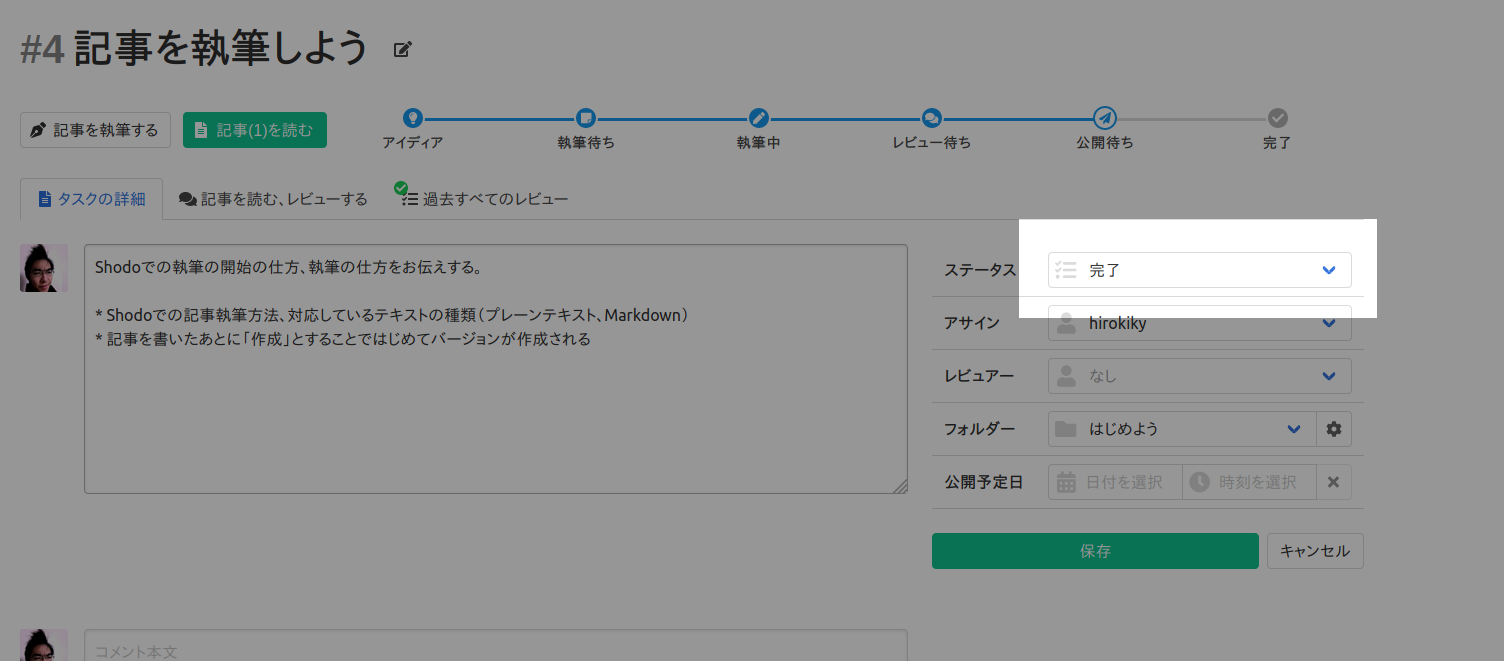 #4 記事を執筆しよう
記事を執筆する
記事(1)を読む
アイディア
執筆待ち
執筆中
レビュー待ち
公開待ち
完了
タスクの詳細
記事を読む、レビューする
過去すべてのレビュー
Shodoでの執筆の開始の仕方、執筆の仕方をお伝えする。
* Shodoでの記事執筆方法、対応しているテキストの種類（プレーンテキスト、Markdown）
* 記事を書いたあとに「作成」とすることではじめてバージョンが作成される
ステータス 完了
アサイン hirokiky
レビュアー なし
フォルダー はじめよう
公開予定日 日付を選択 時刻を選択
保存 キャンセル
コメント本文